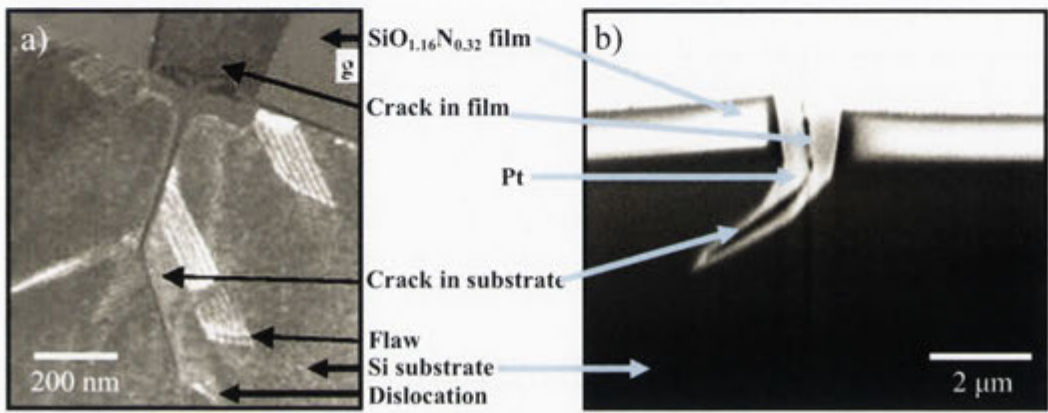 a)
SiO1.16N0.32 film
Crack in film
Pt
Crack in substrate
Flaw
Si substrate
Dislocation
200 nm
b)
2 μm